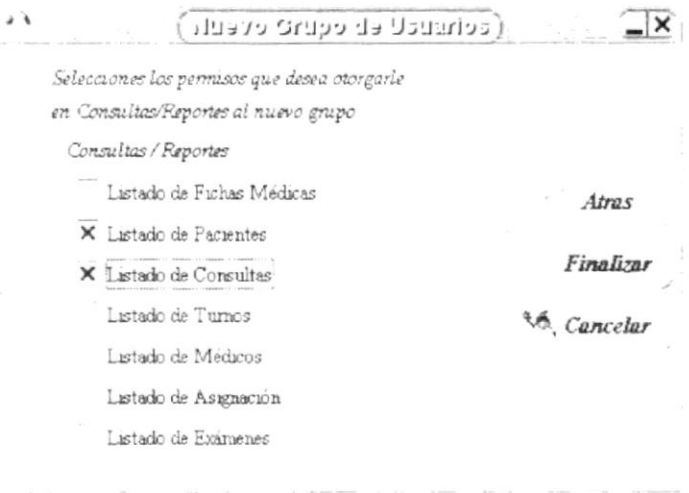 Nuevo Grupo de Usuarios
Selecciones los permisos que desea otorgarle
en Consultas/Reportes al nuevo grupo
Consultas / Reportes
Listado de Fichas Médicas
Atras
Listado de Pacientes
Finalizar
Listado de Consultas
Listado de Turnos
Cancelar
Listado de Médicos
Listado de Asignación
Listado de Exámenes